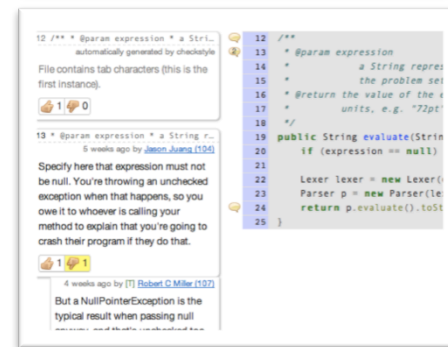 12 /** * @param expression * a Stri...
automatically generated by checkstyle
File contains tab characters (this is the
first instance).
1 0
13 * @param expression * a String r...
5 weeks ago by Jason Juang (104)
Specify here that expression must not
be null. You're throwing an unchecked
exception when that happens, so you
owe it to whoever is calling your
method to explain that you're going to
crash their program if they do that.
1 1
4 weeks ago by [T] Robert C Miller (107)
But a NullPointerException is the
typical result when passing null
12 /**
13 * @param expression
14 * a String repres
15 * the problem set
16 * @return the value of the e
17 * units, e.g. "72pt"
18 */
19 public String evaluate(Strin
20 if (expression == null)
21
22 Lexer lexer = new Lexer(
23 Parser p = new Parser(le
24 return p.evaluate().toSt
25 }